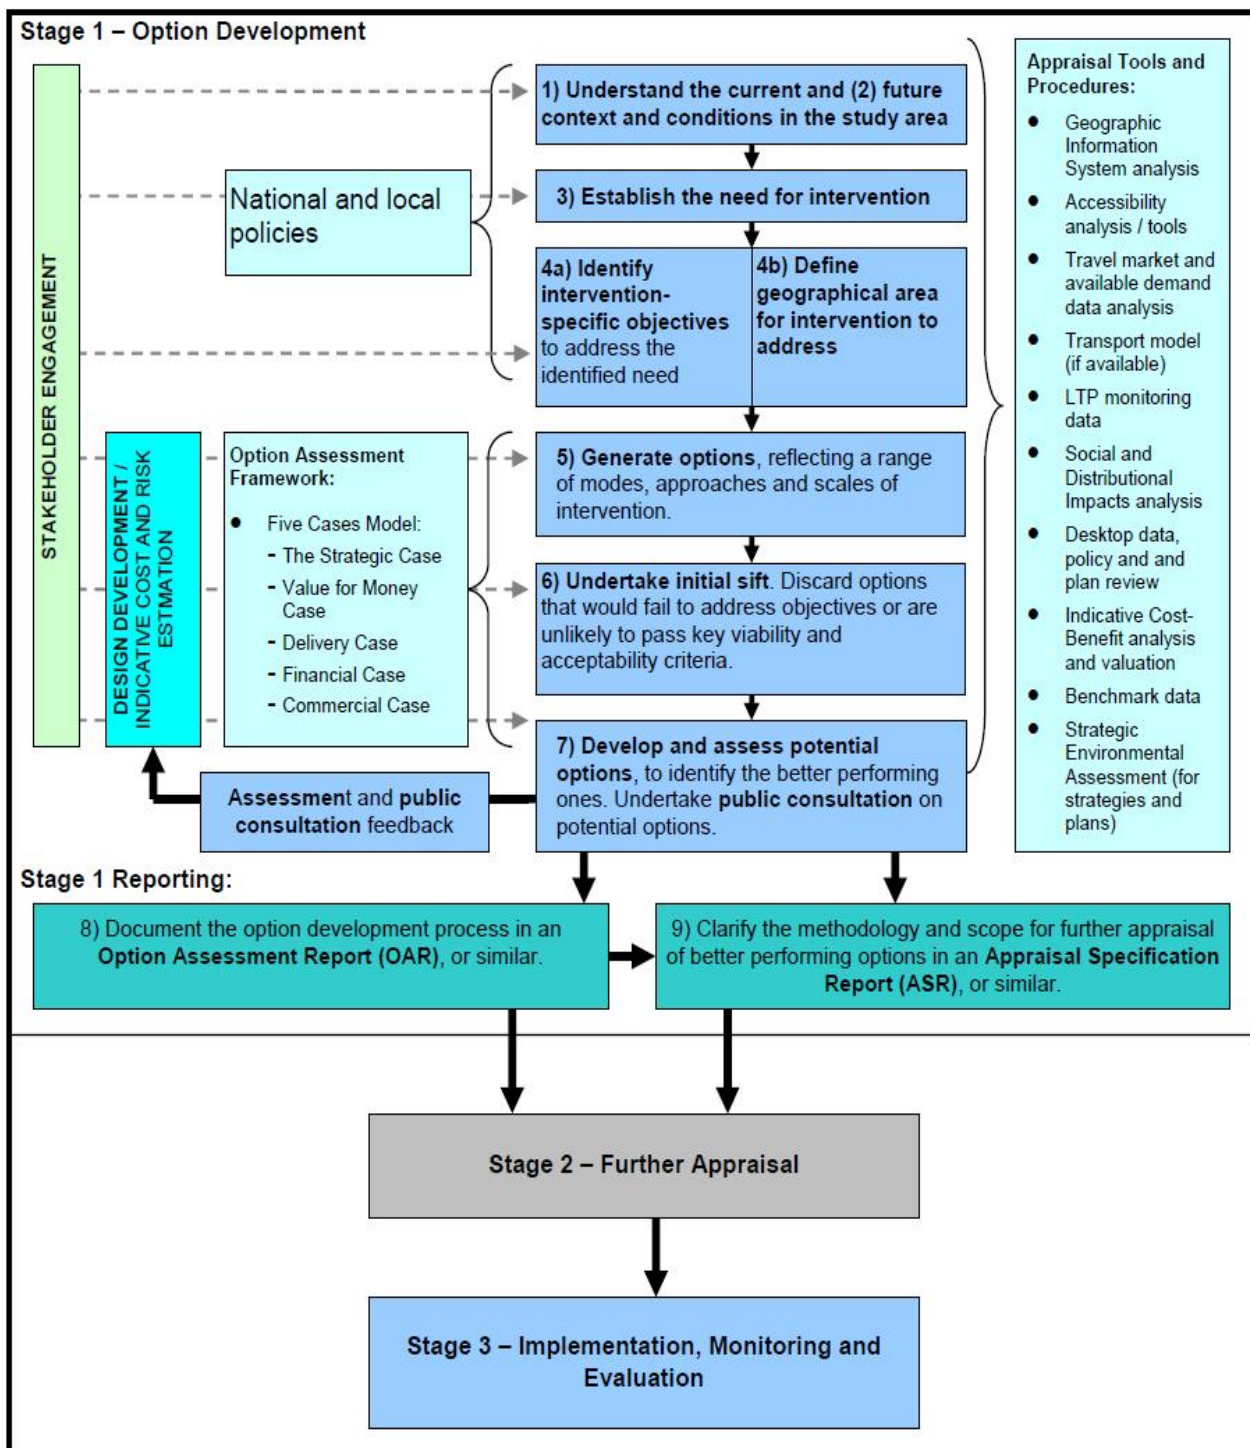 Stage 1 – Option Development
STAKEHOLDER ENGAGEMENT
National and local
policies
1) Understand the current and (2) future
context and conditions in the study area
3) Establish the need for intervention
4a) Identify
intervention-
specific objectives
to address the
identified need
4b) Define
geographical area
for intervention to
address
DESIGN DEVELOPMENT /
INDICATIVE COST AND RISK
ESTMATION
Option Assessment
Framework:
● Five Cases Model:
- The Strategic Case
- Value for Money
Case
- Delivery Case
- Financial Case
- Commercial Case
5) Generate options, reflecting a range
of modes, approaches and scales of
intervention.
6) Undertake initial sift. Discard options
that would fail to address objectives or are
unlikely to pass key viability and
acceptability criteria.
7) Develop and assess potential
options, to identify the better performing
ones. Undertake public consultation on
potential options.
Assessment and public
consultation feedback
Appraisal Tools and
Procedures:
● Geographic
Information
System analysis
● Accessibility
analysis / tools
● Travel market and
available demand
data analysis
● Transport model
(if available)
● LTP monitoring
data
● Social and
Distributional
Impacts analysis
● Desktop data,
policy and and
plan review
● Indicative Cost-
Benefit analysis
and valuation
● Benchmark data
● Strategic
Environmental
Assessment (for
strategies and
plans)
Stage 1 Reporting:
8) Document the option development process in an
Option Assessment Report (OAR), or similar.
9) Clarify the methodology and scope for further appraisal
of better performing options in an Appraisal Specification
Report (ASR), or similar.
Stage 2 – Further Appraisal
Stage 3 – Implementation, Monitoring and
Evaluation